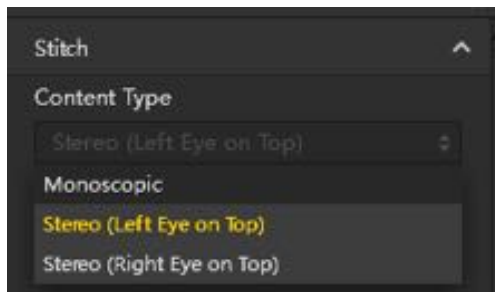 Stitch
Content Type
Stereo (Left Eye on Top)
Monoscopic
Stereo (Left Eye on Top)
Stereo (Right Eye on Top)